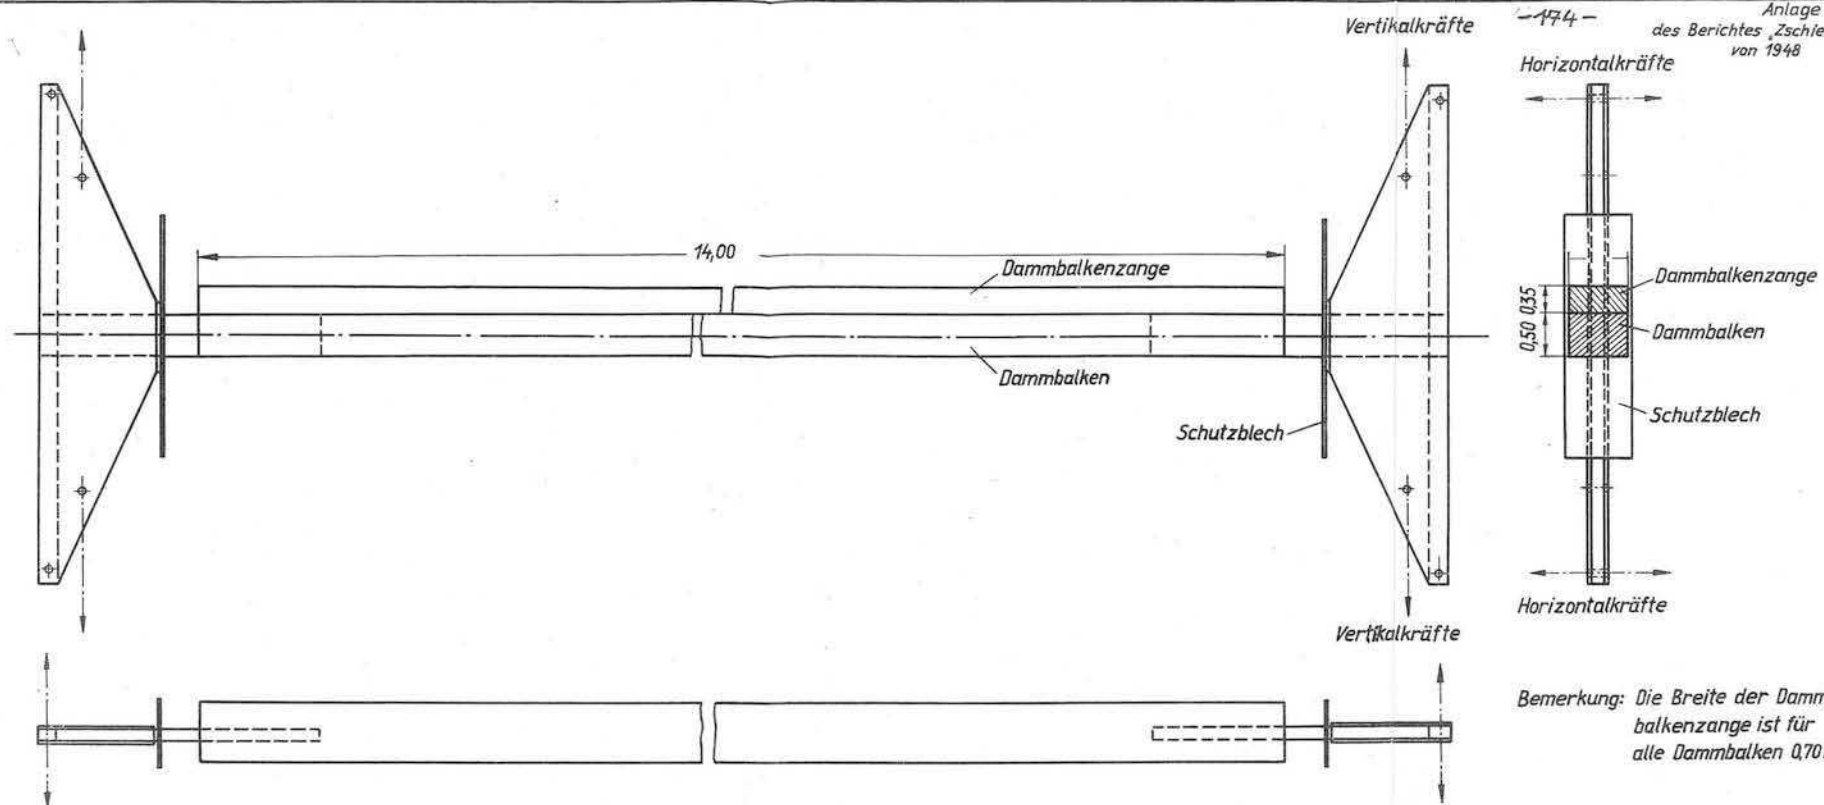 -174-
Anlage
des Berichtes „Zschie
von 1948
Vertikalkräfte
Horizontalkräfte
14,00
Dammbalkenzange
Dammbalken
Schutzblech
Dammbalkenzange
0,35
0,50
Dammbalken
Schutzblech
Horizontalkräfte
Vertikalkräfte
Bemerkung: Die Breite der Damm
balkenzange ist für
alle Dammbalken 0,70